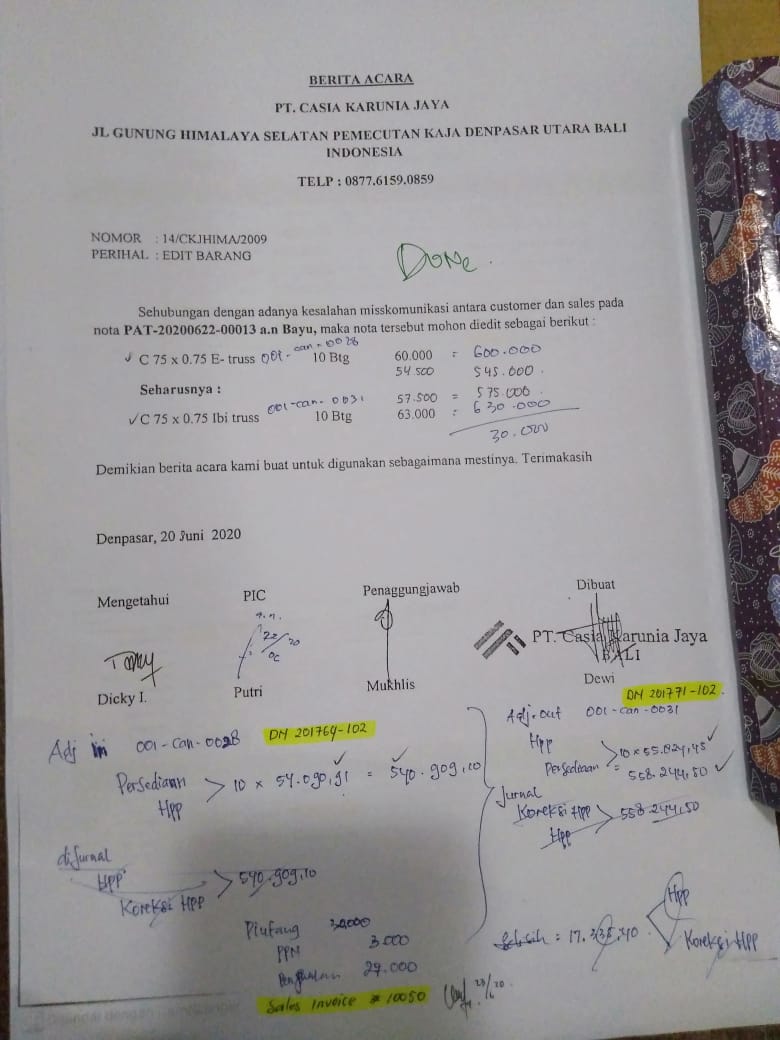 BERITA ACARA
PT. CASIA KARUNIA JAYA
JL GUNUNG HIMALAYA SELATAN PEMECUTAN KAJA DENPASAR UTARA BALI
INDONESIA
TELP : 0877.6159.0859
NOMOR : 14/CKJHIMA/2009
PERIHAL : EDIT BARANG
DONE.
Sehubungan dengan adanya kesalahan misskomunikasi antara customer dan sales pada
nota PAT-20200622-00013 a.n Bayu, maka nota tersebut mohon diedit sebagai berikut :
✓ C 75 x 0.75 E- truss 001-can-0028 10 Btg 60.000 = 600.000
54.500 545.000
Seharusnya :
57.500 = 575.000
✓ C 75 x 0.75 Ibi truss 001-can-0031 10 Btg 63.000 = 630.000
30.000
Demikian berita acara kami buat untuk digunakan sebagaimana mestinya. Terimakasih
Denpasar, 20 Juni 2020
Mengetahui PIC Penaggungjawab Dibuat
a.n.
22/20
PT. Casia Karunia Jaya
BALI
Dicky I. Putri Mukhlis Dewi
Adj in 001-can-0028 DN 201764-102
Persediaan
Hpp > 10 x 54.090,91 = 540.909,10
diJurnal
Hpp
Koreksi Hpp > 540.909,10
Piutang 30.000
PPN 3.000
Penjualan 27.000
Sales Invoice # 10050
DN 201771-102
Adj-out 001-can-0031
Hpp
Persediaan > 10 x 55.824,45
= 558.244,50
Jurnal
Koreksi Hpp
Hpp > 558.244,50
Selisih = 17.335,40 < Hpp
Koreksi Hpp